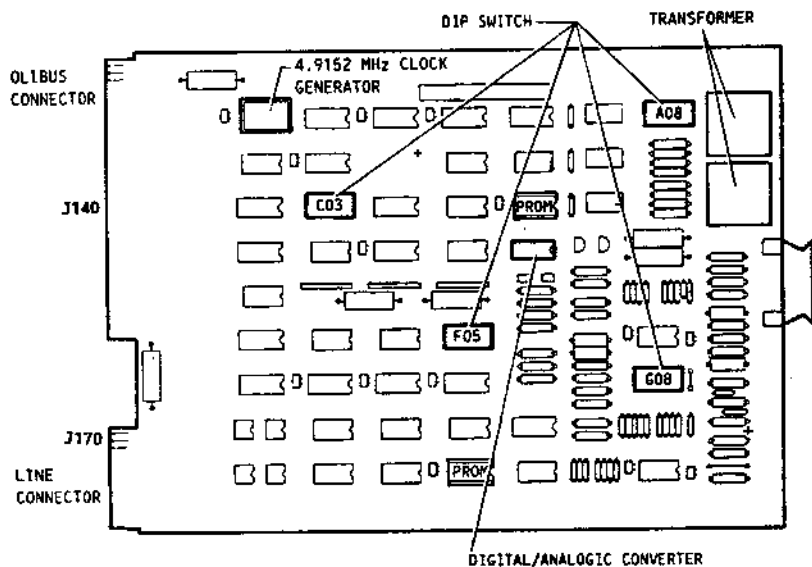 DIP SWITCH
TRANSFORMER
OLIBUS
CONNECTOR
4.9152 MHz CLOCK
GENERATOR
A08
J140
C03
PROM
F05
G08
J170
LINE
CONNECTOR
PROM
DIGITAL/ANALOGIC CONVERTER